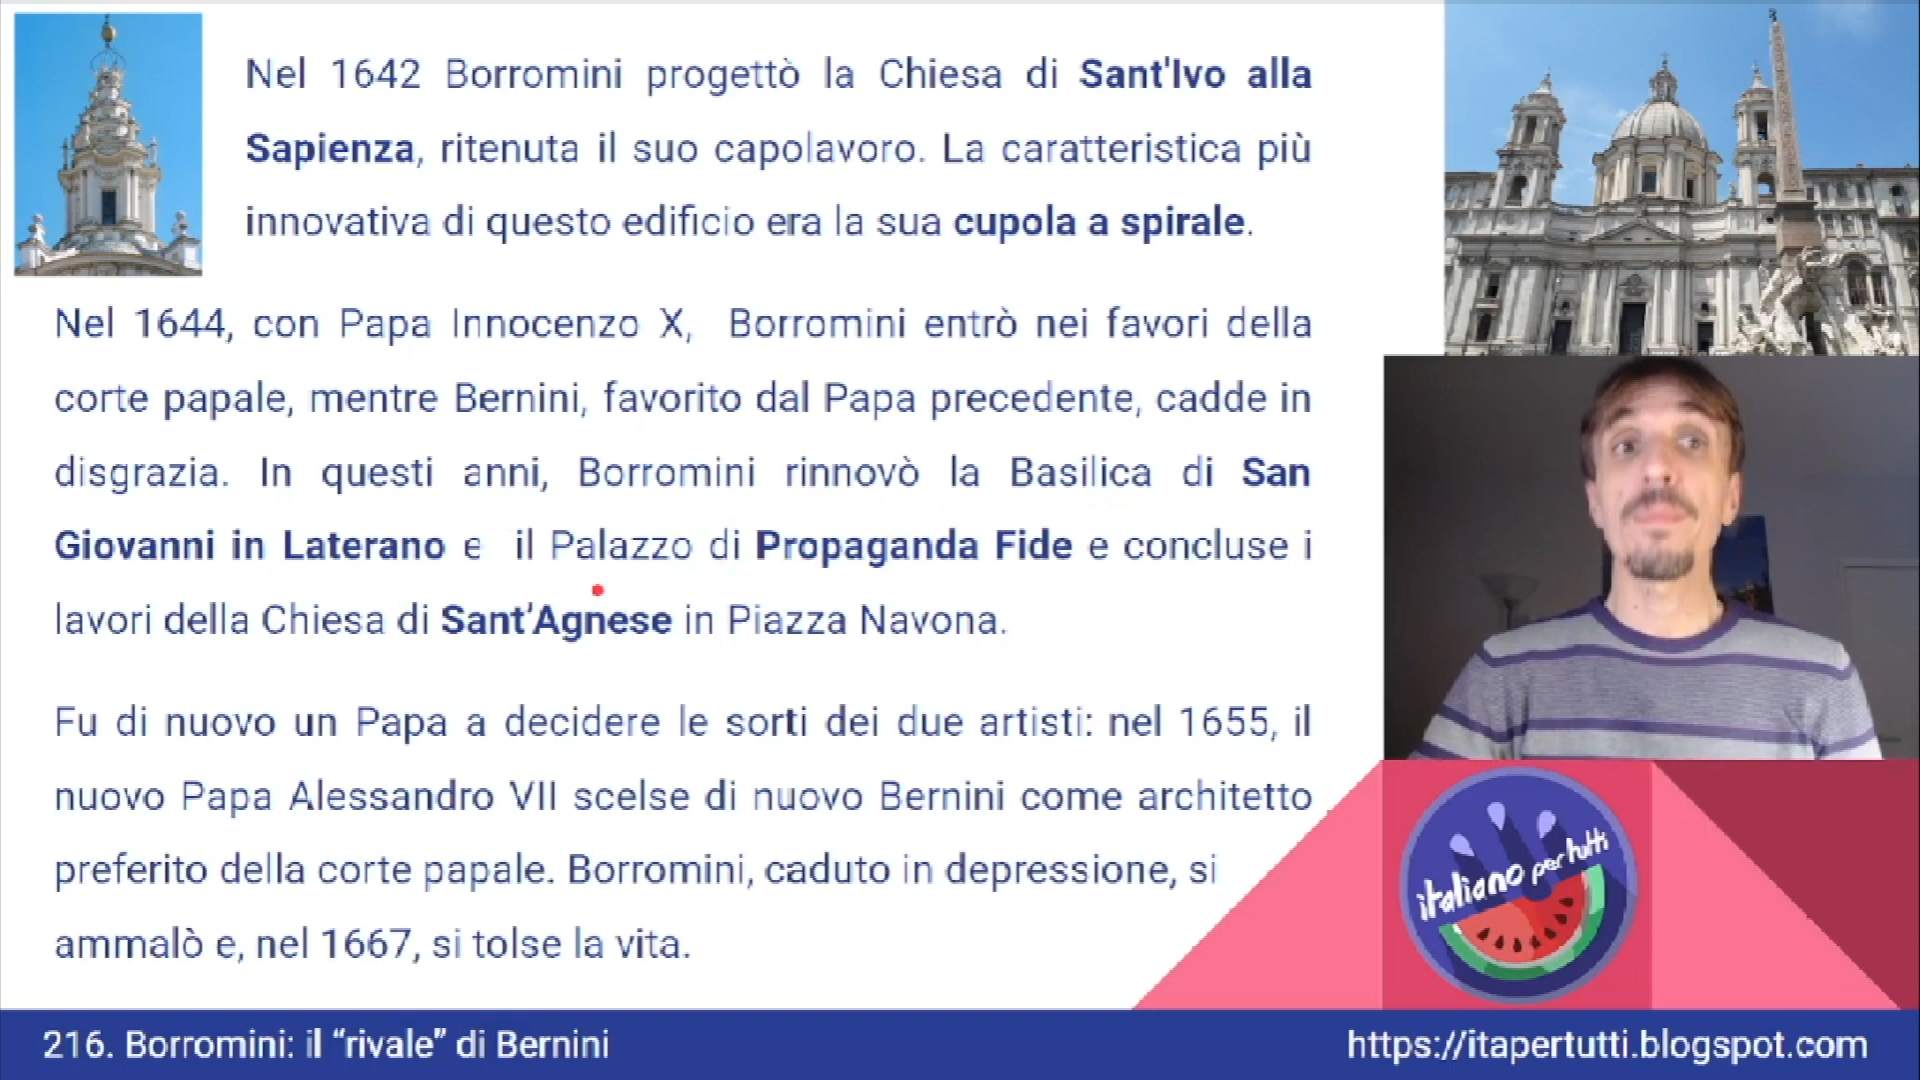 Nel 1642 Borromini progettò la Chiesa di Sant'Ivo alla
Sapienza, ritenuta il suo capolavoro. La caratteristica più
innovativa di questo edificio era la sua cupola a spirale.
Nel 1644, con Papa Innocenzo X, Borromini entrò nei favori della
corte papale, mentre Bernini, favorito dal Papa precedente, cadde in
disgrazia. In questi anni, Borromini rinnovò la Basilica di San
Giovanni in Laterano e il Palazzo di Propaganda Fide e concluse i
lavori della Chiesa di Sant'Agnese in Piazza Navona.
Fu di nuovo un Papa a decidere le sorti dei due artisti: nel 1655, il
nuovo Papa Alessandro VII scelse di nuovo Bernini come architetto
preferito della corte papale. Borromini, caduto in depressione, si
ammalò e, nel 1667, si tolse la vita.
italiano per tutti
216. Borromini: il “rivale” di Bernini
https://itapertutti.blogspot.com